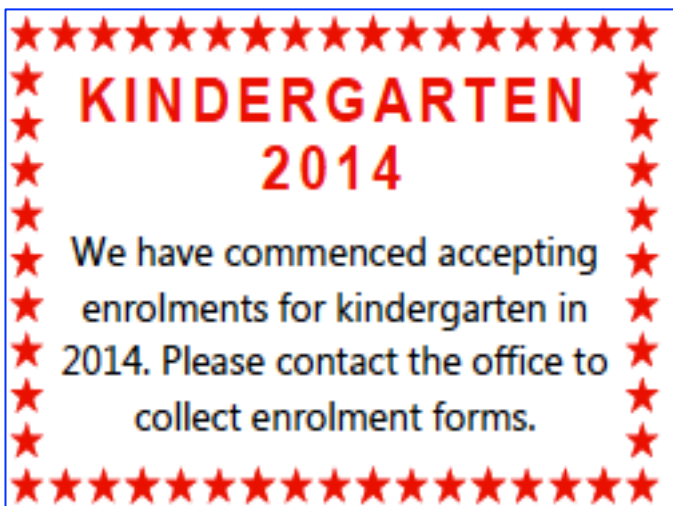 KINDERGARTEN
2014
We have commenced accepting
enrolments for kindergarten in
2014. Please contact the office to
collect enrolment forms.